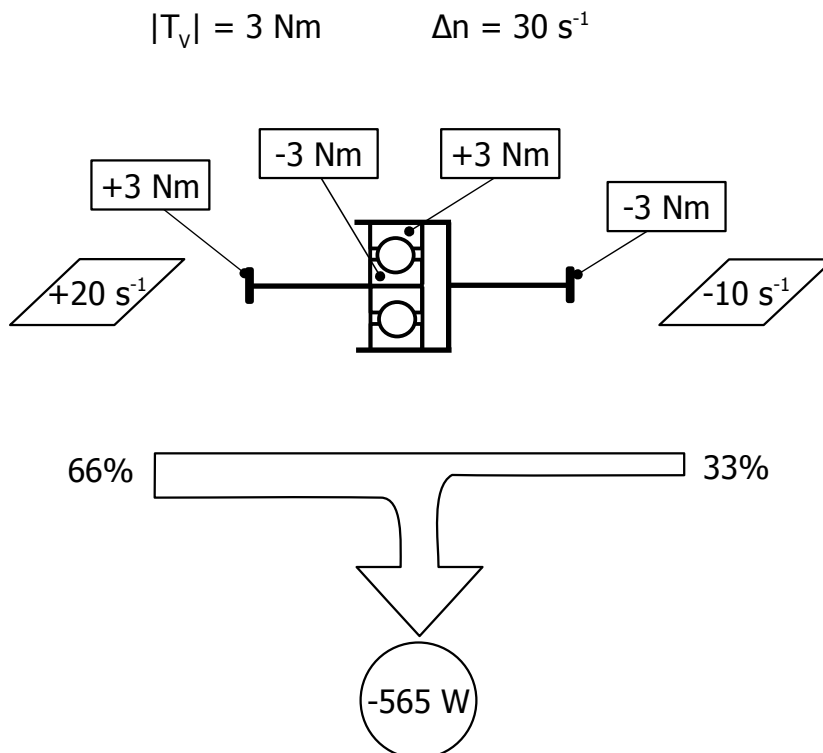 |Tᵥ| = 3 Nm Δn = 30 s⁻¹
-3 Nm +3 Nm
+3 Nm -3 Nm
+20 s⁻¹ -10 s⁻¹
66% 33%
-565 W